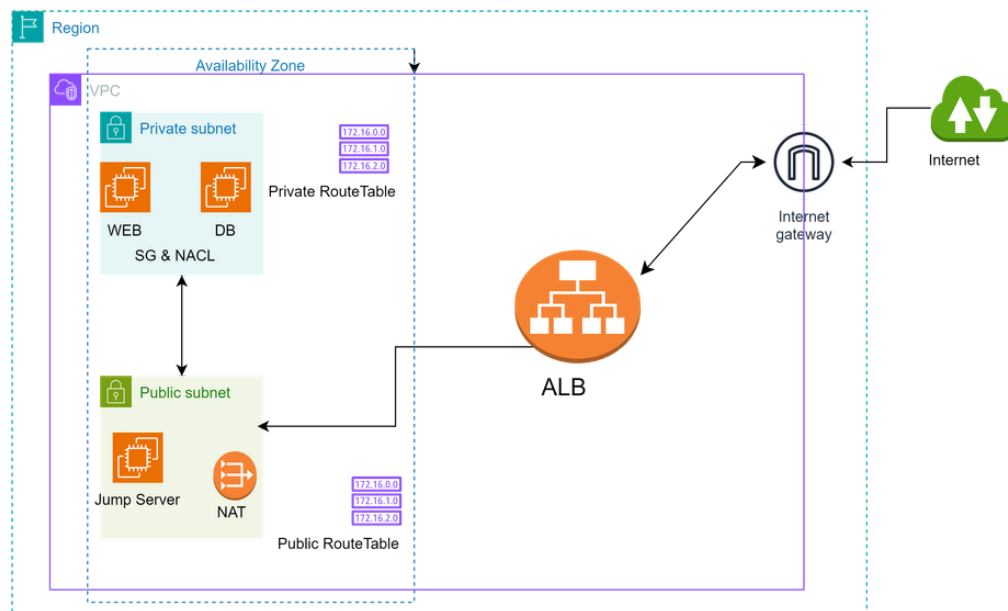 Region
Availability Zone
VPC
Private subnet
172.16.0.0
172.16.1.0
172.16.2.0
Private RouteTable
WEB
DB
SG & NACL
Internet
Internet
gateway
ALB
Public subnet
Jump Server
NAT
172.16.0.0
172.16.1.0
172.16.2.0
Public RouteTable